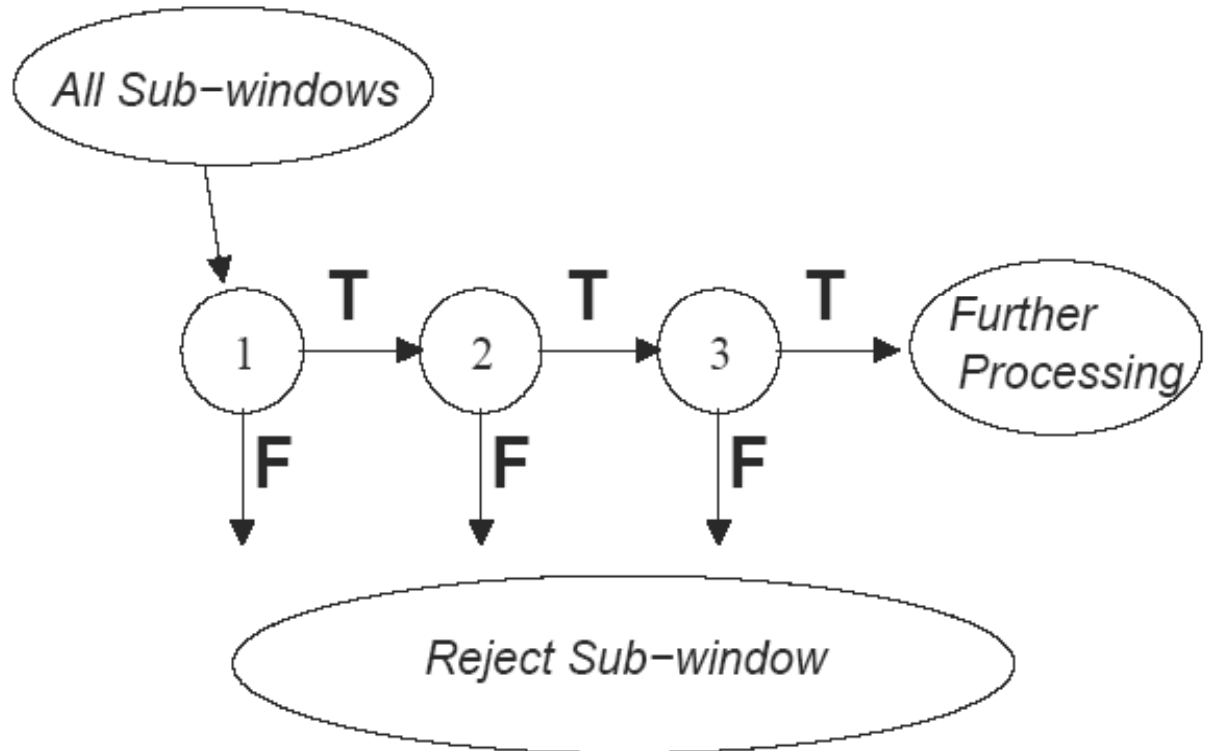 All Sub−windows
T
T
T
1
2
3
Further
Processing
F
F
F
Reject Sub−window